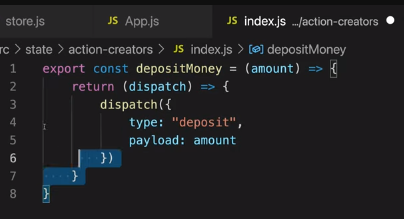 store.js JS App.js JS index.js .../action-creators
rc > state > action-creators > JS index.js > depositMoney
1 export const depositMoney = (amount) => {
2 return (dispatch) => {
3 dispatch({
4 type: "deposit",
5 payload: amount
6 })
7 }
8 }